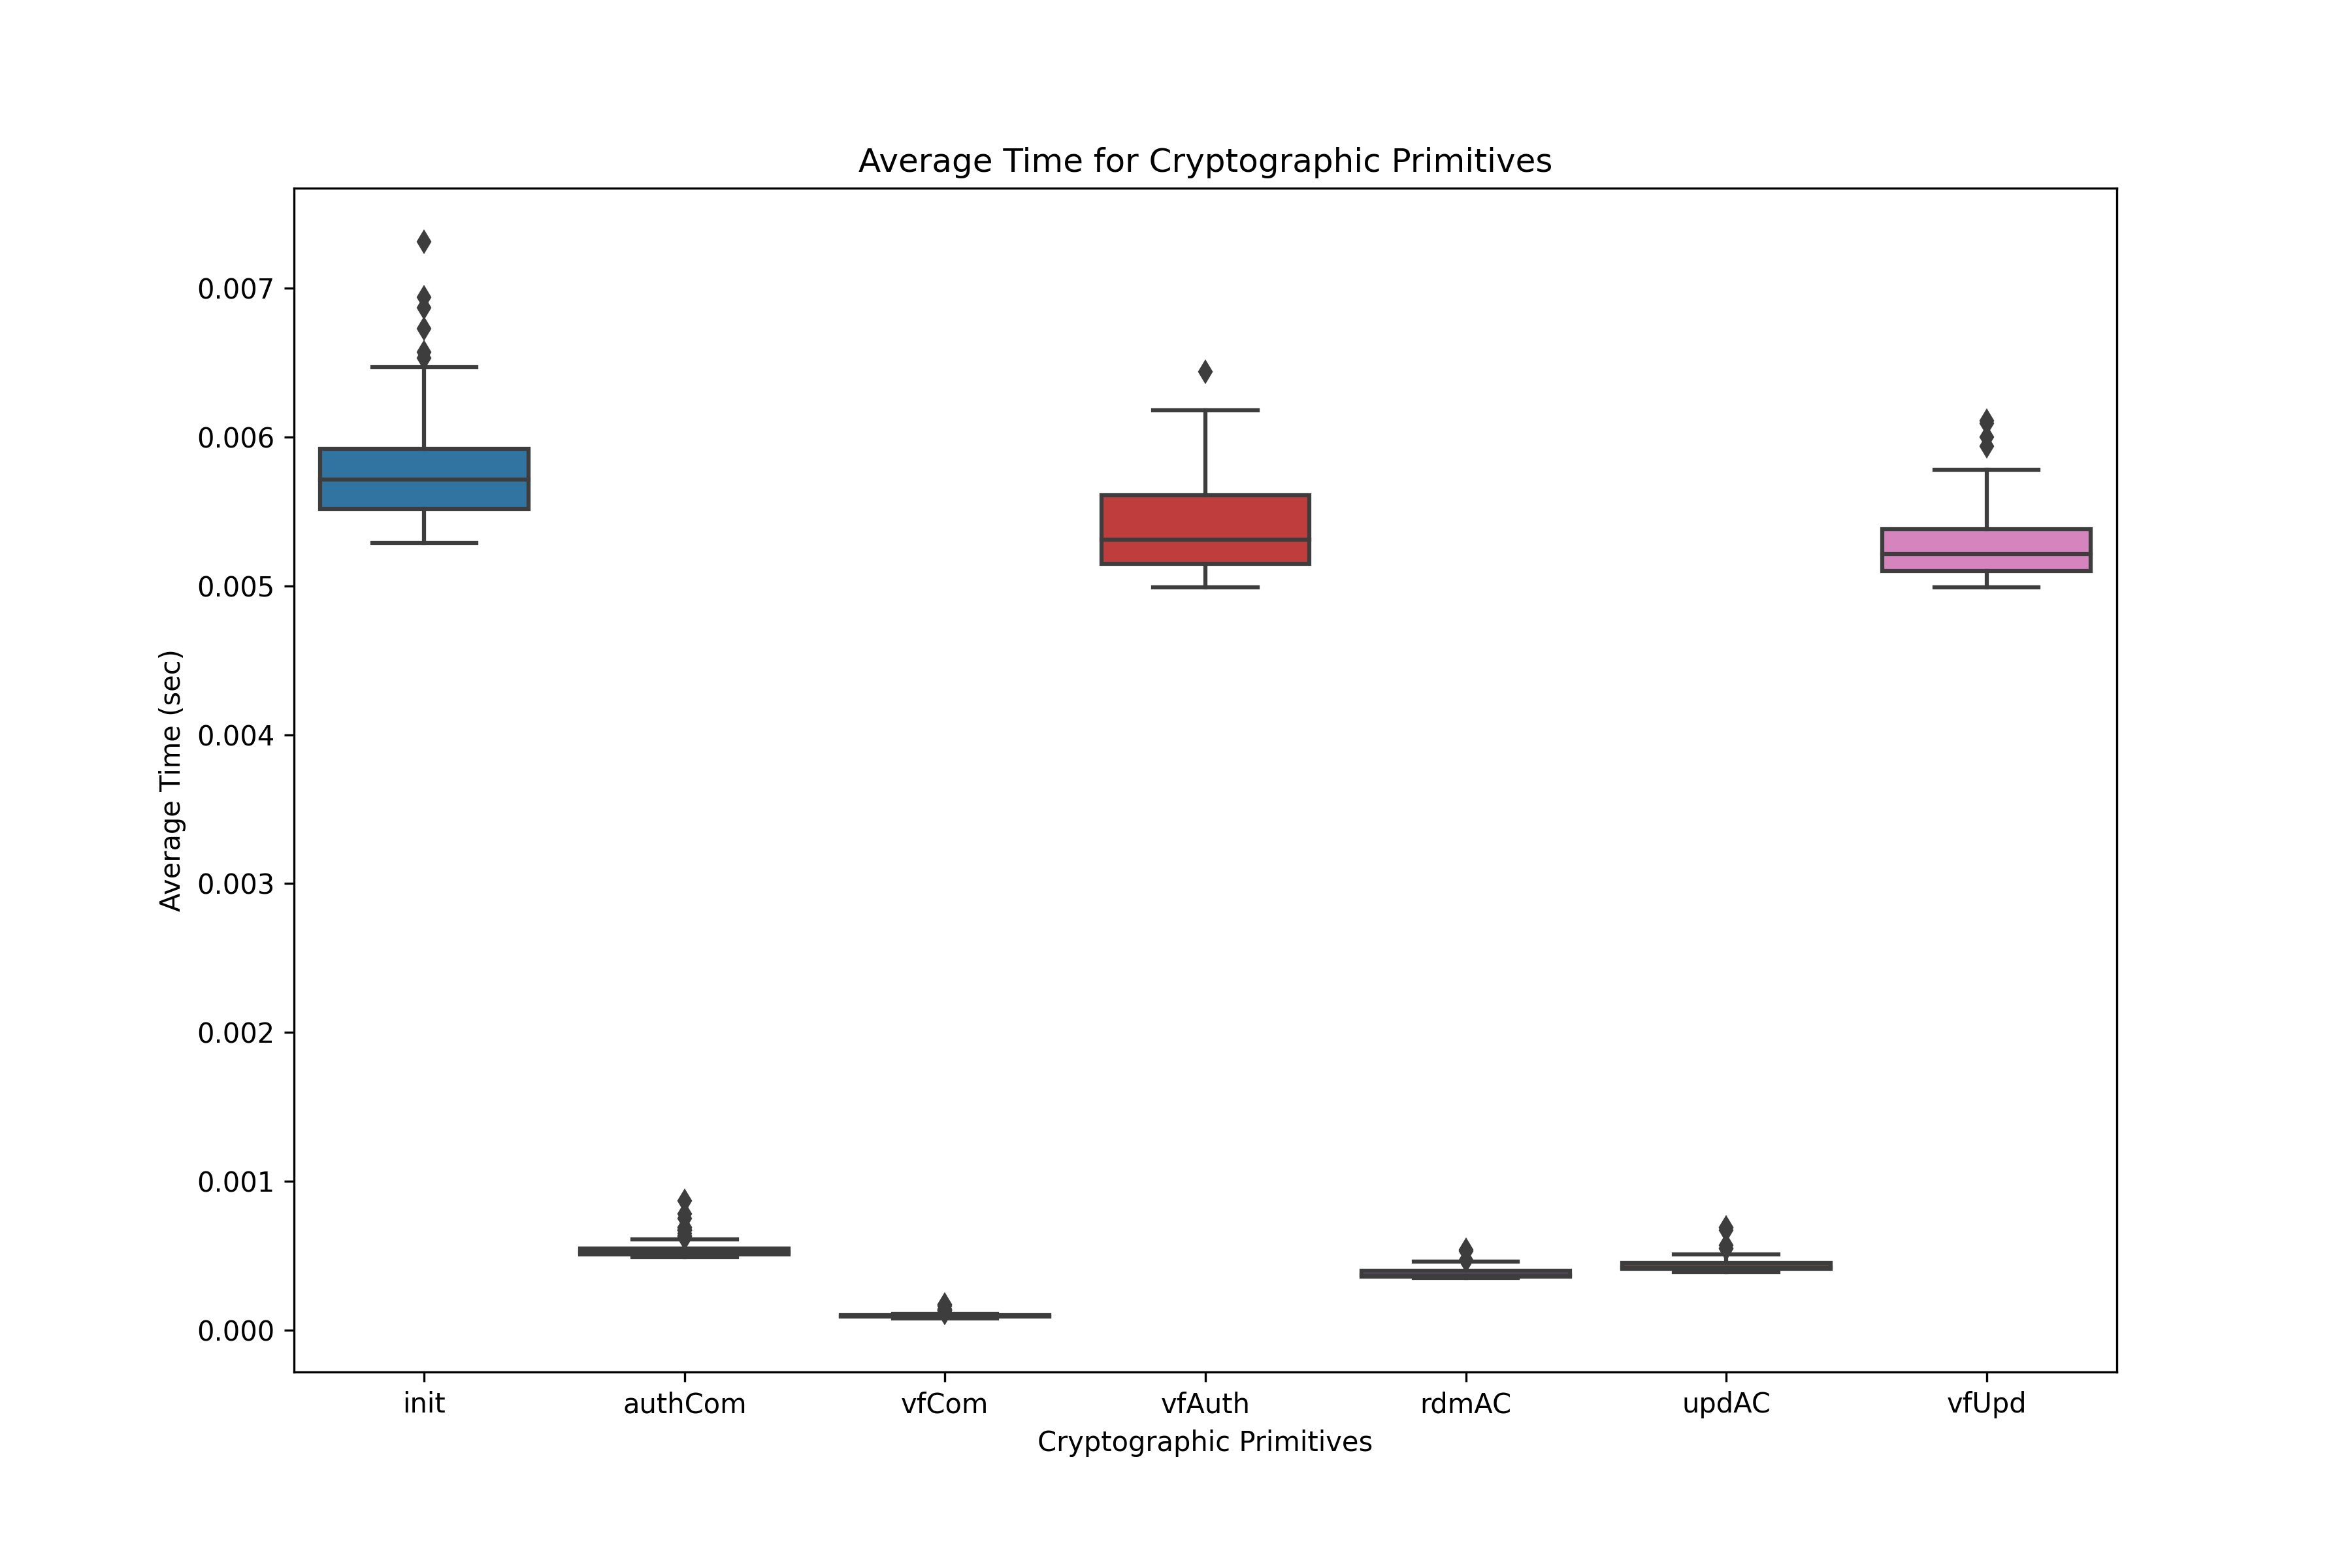 Average Time for Cryptographic Primitives
Average Time (sec)
0.007
0.006
0.005
0.004
0.003
0.002
0.001
0.000
init authCom vfCom vfAuth rdmAC updAC vfUpd
Cryptographic Primitives